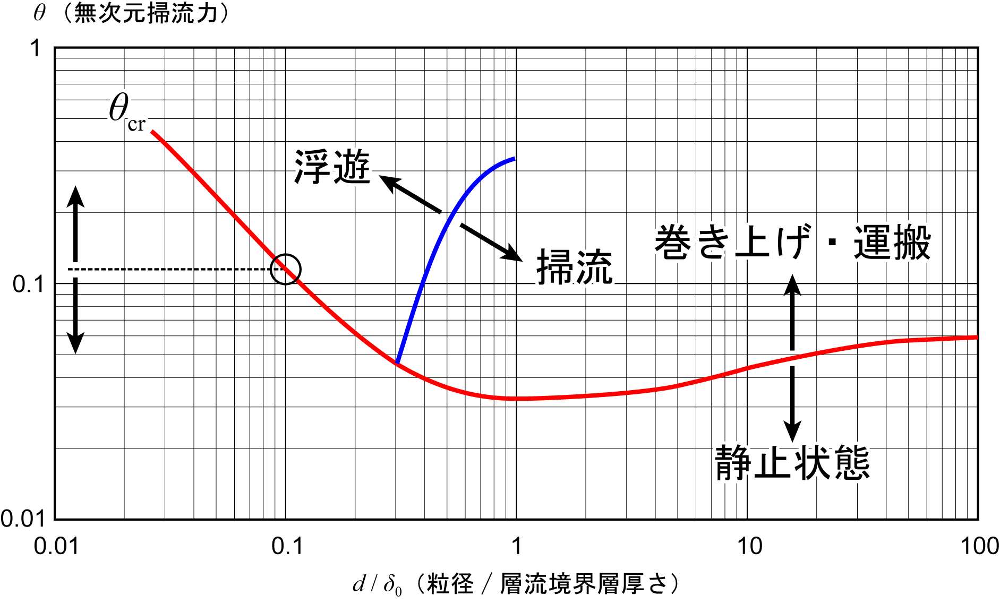 θ（無次元掃流力）
1
θcr
浮遊
巻き上げ・運搬
掃流
0.1
静止状態
0.01
0.01 0.1 1 10 100
d / δ0（粒径 / 層流境界層厚さ）